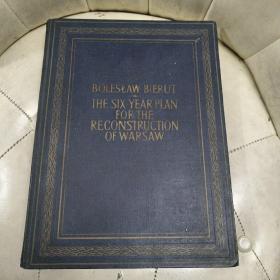 BOLESŁAW BIERUT
THE SIX-YEAR PLAN
FOR THE
RECONSTRUCTION
OF WARSAW